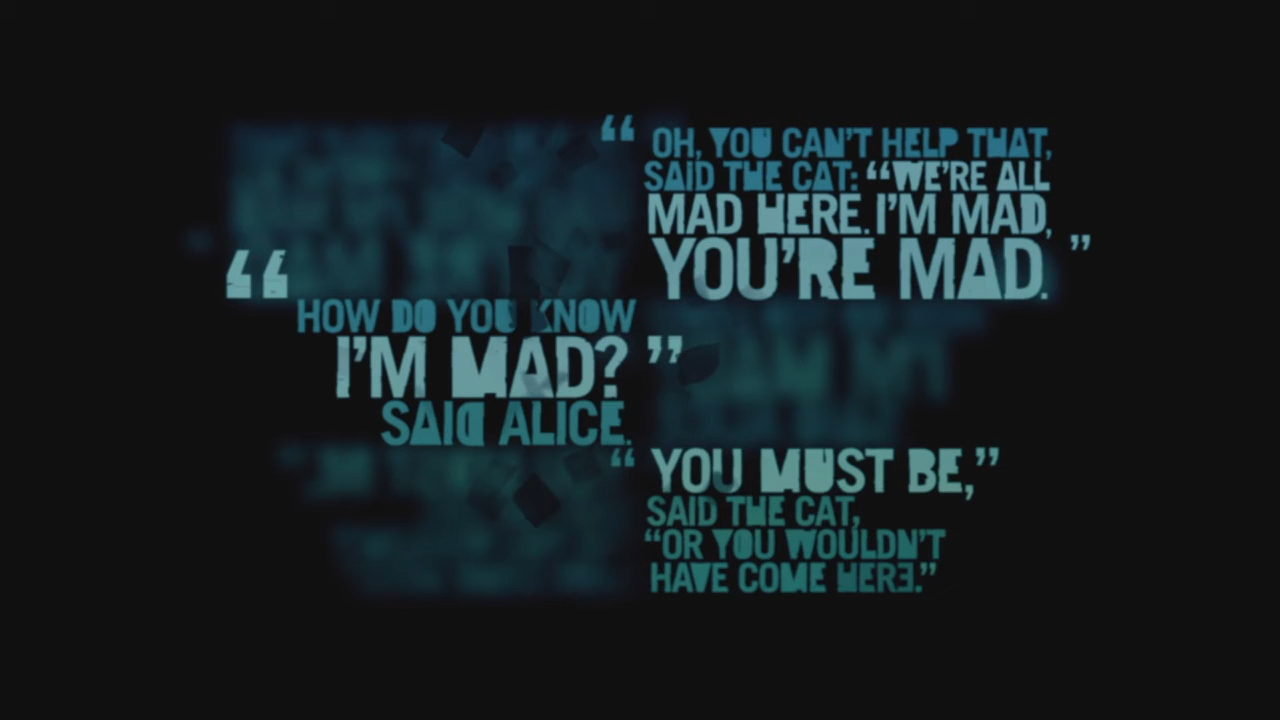 “ OH, YOU CAN'T HELP THAT,
SAID THE CAT: “WE'RE ALL
MAD HERE. I'M MAD,
YOU'RE MAD. ”
“ HOW DO YOU KNOW
I'M MAD? ”
SAID ALICE.
“ YOU MUST BE,”
SAID THE CAT,
“OR YOU WOULDN'T
HAVE COME HERE.”